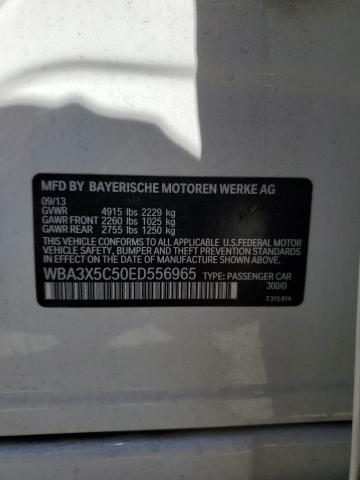 MFD BY BAYERISCHE MOTOREN WERKE AG
09/13
GVWR 4915 lbs 2229 kg
GAWR FRONT 2260 lbs 1025 kg
GAWR REAR 2755 lbs 1250 kg
THIS VEHICLE CONFORMS TO ALL APPLICABLE U.S. FEDERAL MOTOR
VEHICLE SAFETY, BUMPER, AND THEFT PREVENTION STANDARDS
IN EFFECT ON THE DATE OF MANUFACTURE SHOWN ABOVE.
WBA3X5C50ED556965 TYPE: PASSENGER CAR
300/0
7 315 814